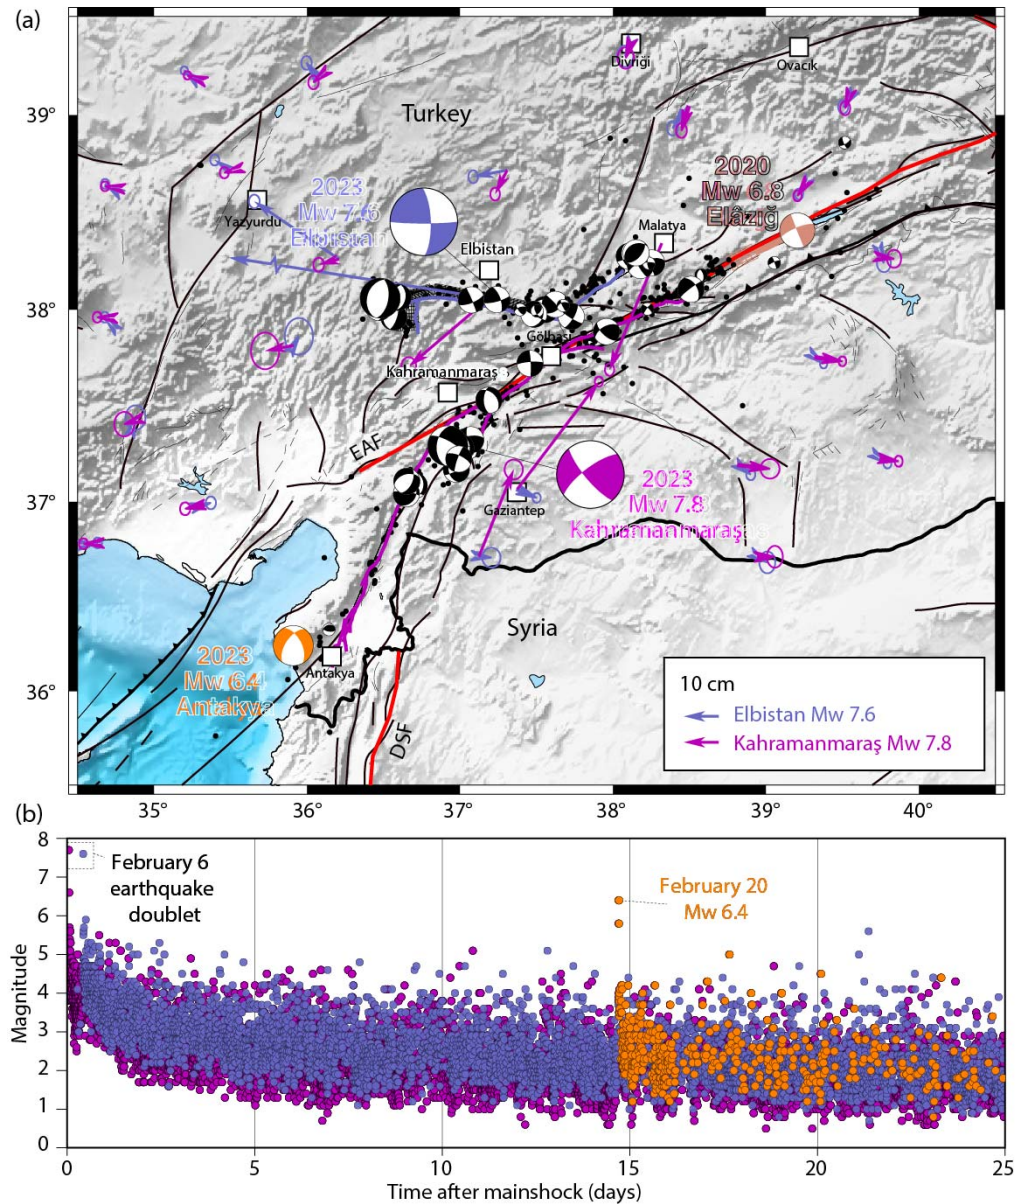 (a)
Divriği
Ovacık
39°
Turkey
2020
Mw 6.8
Elâzığ
2023
Mw 7.6
Elbistan
Yazyurdu
Malatya
Elbistan
38°
Gölbaşı
Kahramanmaraş
EAF
2023
Mw 7.8
Kahramanmaraş
37°
Gaziantep
Syria
2023
Mw 6.4
Antakya
Antakya
36°
DSF
10 cm
Elbistan Mw 7.6
Kahramanmaraş Mw 7.8
35° 36° 37° 38° 39° 40°
(b)
8
7
6
5
4
3
2
1
0
Magnitude
February 6
earthquake
doublet
February 20
Mw 6.4
0 5 10 15 20 25
Time after mainshock (days)